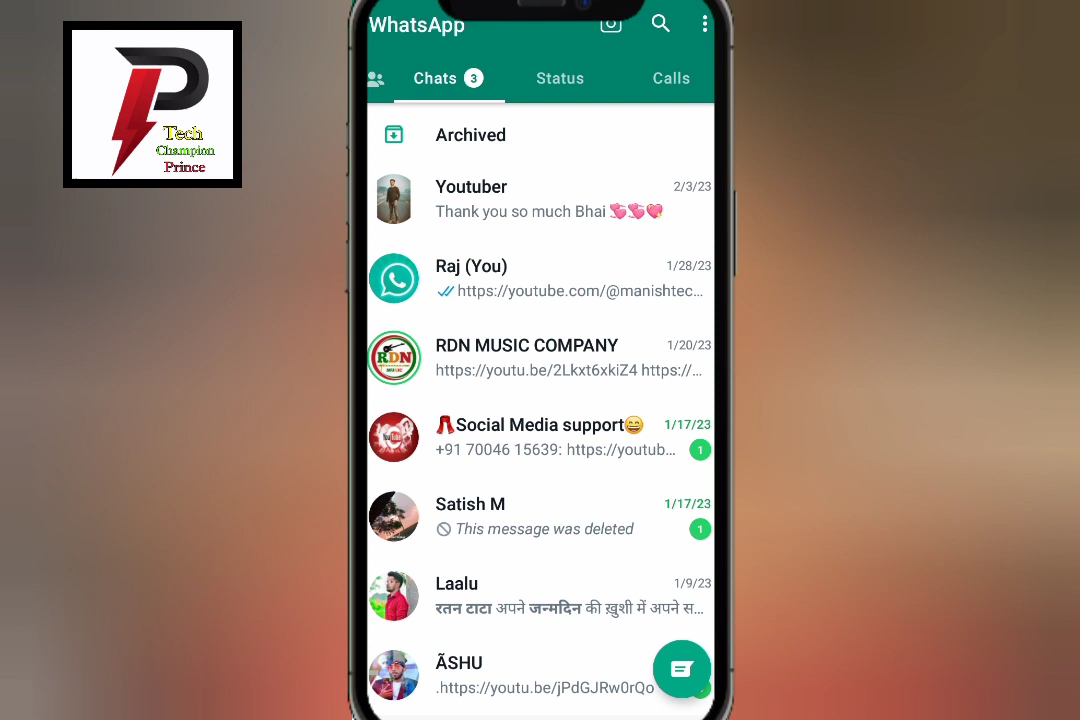 Tech
Champion
Prince
WhatsApp
Chats 3
Status
Calls
Archived
Youtuber 2/3/23
Thank you so much Bhai 💞💞💖
Raj (You) 1/28/23
https://youtube.com/@manishtec...
RDN MUSIC COMPANY 1/20/23
RDN
MUSIC
https://youtu.be/2Lkxt6xkiZ4 https://...
🧣Social Media support😄 1/17/23
+91 70046 15639: https://youtub... 1
Satish M 1/17/23
This message was deleted 1
Laalu 1/9/23
रतन टाटा अपने जन्मदिन की ख़ुशी में अपने स...
ÃSHU
.https://youtu.be/jPdGJRw0rQo